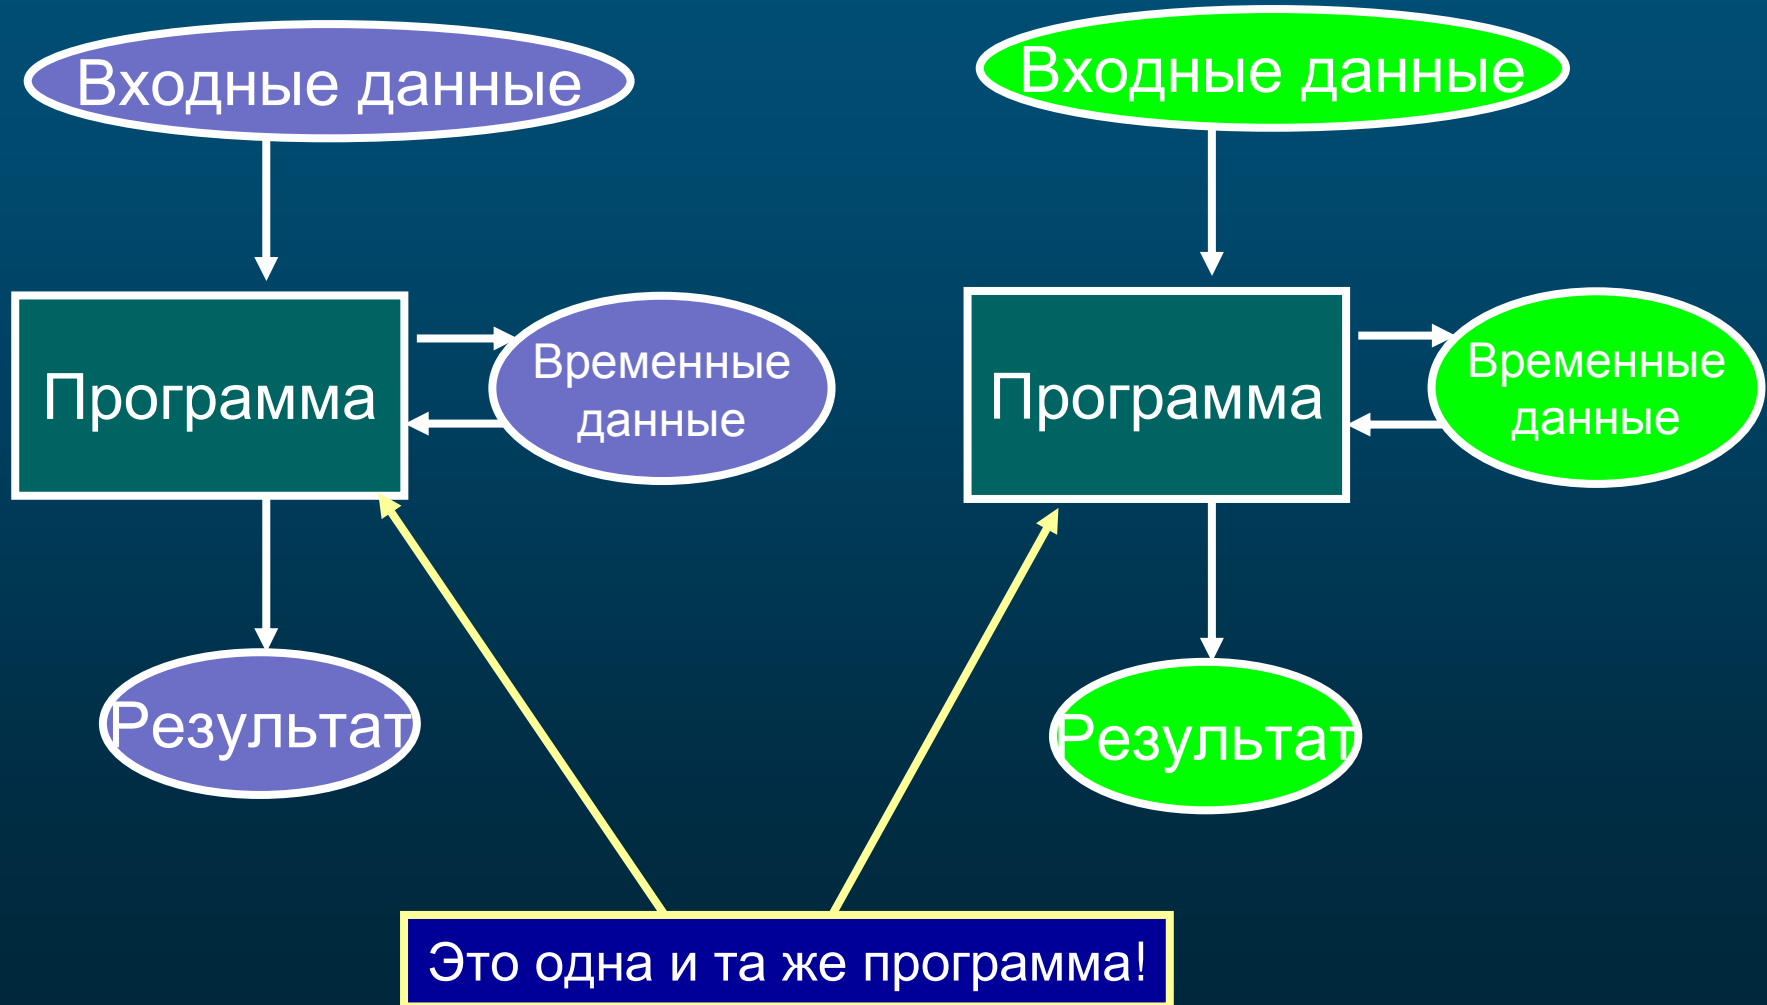 Входные данные
Входные данные
Программа
Временные
данные
Программа
Временные
данные
Результат
Результат
Это одна и та же программа!